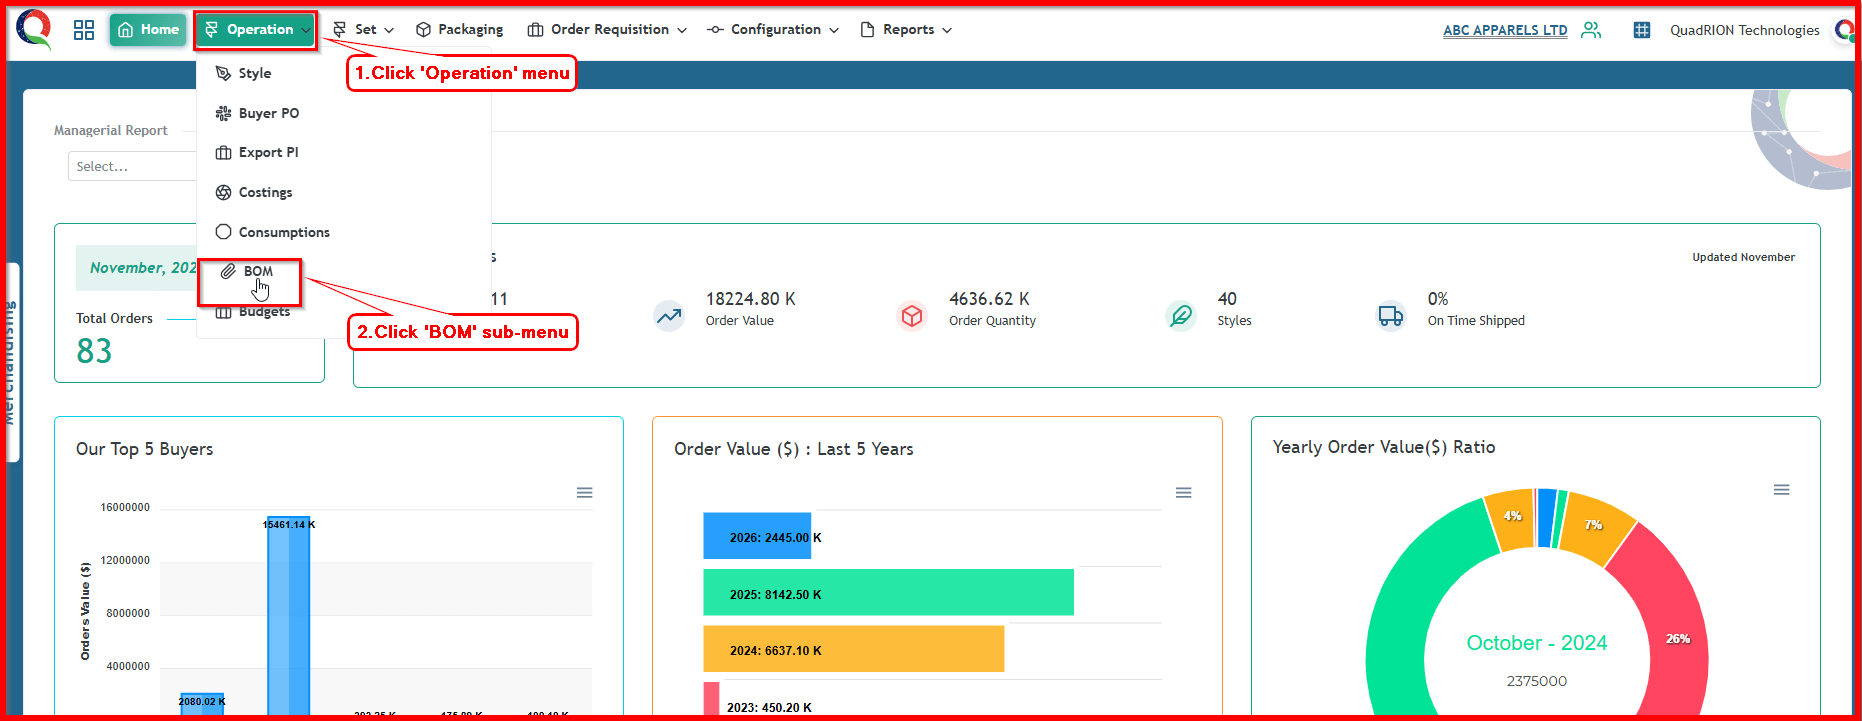 Home
Operation
Set
Packaging
Order Requisition
Configuration
Reports
ABC APPARELS LTD
QuadRION Technologies
1.Click 'Operation' menu
Style
Buyer PO
Export PI
Costings
Consumptions
BOM
Budgets
2.Click 'BOM' sub-menu
Managerial Report
Select...
Merchandising
November, 202
Total Orders
83
s
Updated November
11
18224.80 K
Order Value
4636.62 K
Order Quantity
40
Styles
0%
On Time Shipped
Our Top 5 Buyers
Orders Value ($)
16000000
12000000
8000000
4000000
15461.14 K
2080.02 K
Order Value ($) : Last 5 Years
2026: 2445.00 K
2025: 8142.50 K
2024: 6637.10 K
2023: 450.20 K
Yearly Order Value($) Ratio
4%
7%
26%
October - 2024
2375000